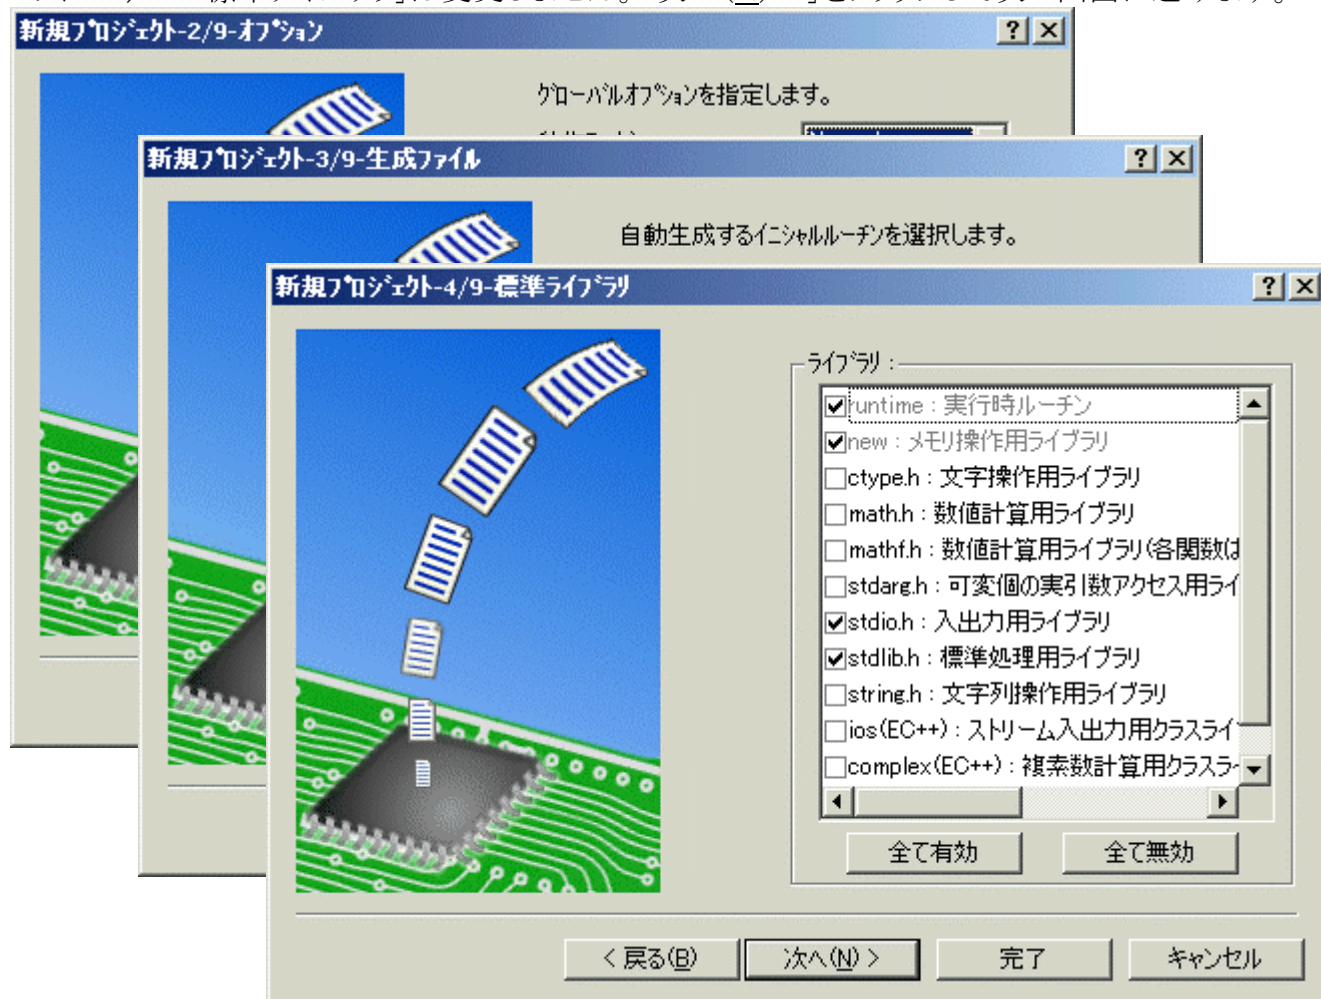 新規プロジェクト-2/9-オプション
グローバルオプションを指定します。
新規プロジェクト-3/9-生成ファイル
自動生成するイニシャルルーチンを選択します。
新規プロジェクト-4/9-標準ライブラリ
ライブラリ：
runtime : 実行時ルーチン
new : メモリ操作用ライブラリ
ctype.h : 文字操作用ライブラリ
math.h : 数値計算用ライブラリ
mathf.h : 数値計算用ライブラリ(各関数は
stdarg.h : 可変個の実引数アクセス用ライ
stdio.h : 入出力用ライブラリ
stdlib.h : 標準処理用ライブラリ
string.h : 文字列操作用ライブラリ
ios(EC++) : ストリーム入出力用クラスライ
complex(EC++) : 複素数計算用クラスラ
全て有効 全て無効
< 戻る(B) 次へ(N) > 完了 キャンセル